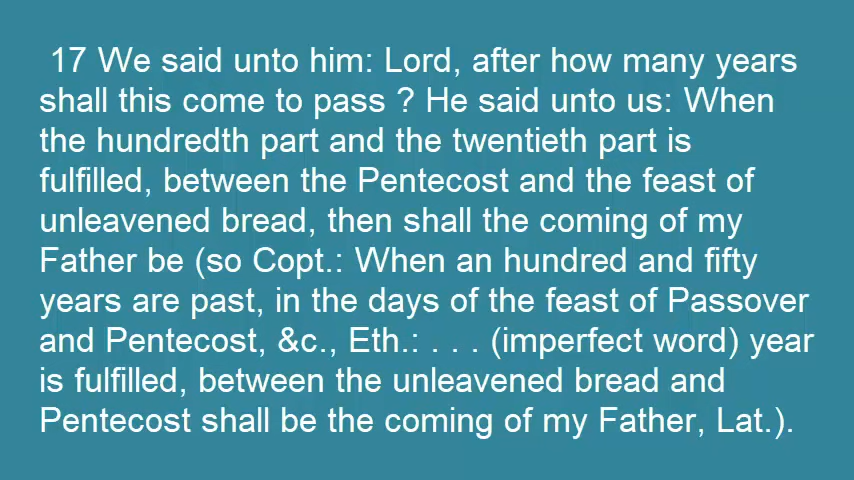 17 We said unto him: Lord, after how many years
shall this come to pass ? He said unto us: When
the hundredth part and the twentieth part is
fulfilled, between the Pentecost and the feast of
unleavened bread, then shall the coming of my
Father be (so Copt.: When an hundred and fifty
years are past, in the days of the feast of Passover
and Pentecost, &c., Eth.: . . . (imperfect word) year
is fulfilled, between the unleavened bread and
Pentecost shall be the coming of my Father, Lat.).